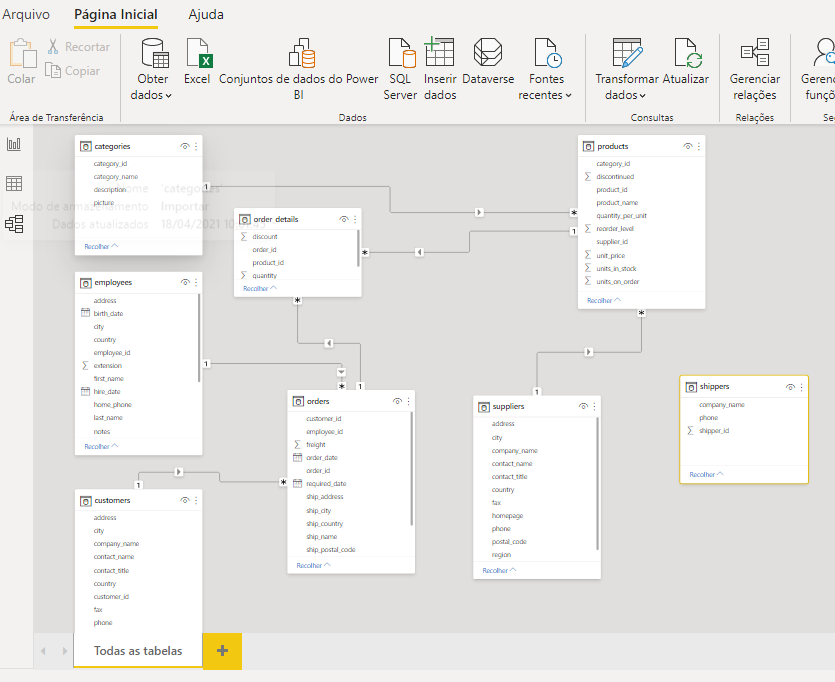 Arquivo Página Inicial Ajuda
Colar
Recortar
Copiar
Área de Transferência
Obter dados
Excel
Conjuntos de dados do Power BI
SQL Server
Inserir dados
Dataverse
Fontes recentes
Dados
Transformar dados
Atualizar
Consultas
Gerenciar relações
Relações
Geren
funçõ
Se
categories
category_id
category_name
description
picture
Recolher
Nome 'categories'
Modo de armazenamento Importar
Dados atualizados 18/04/2021
1
*
order details
discount
order_id
product_id
quantity
Recolher
*
1
*
products
category_id
discontinued
product_id
product_name
quantity_per_unit
reorder_level
supplier_id
unit_price
units_in_stock
units_on_order
Recolher
*
employees
address
birth_date
city
country
employee_id
extension
first_name
hire_date
home_phone
last_name
notes
Recolher
1
*
1
orders
customer_id
employee_id
freight
order_date
order_id
required_date
ship_address
ship_city
ship_country
ship_name
ship_postal_code
Recolher
*
1
suppliers
address
city
company_name
contact_name
contact_title
country
fax
homepage
phone
postal_code
region
Recolher
shippers
company_name
phone
shipper_id
Recolher
1
customers
address
city
company_name
contact_name
contact_title
country
customer_id
fax
phone
Todas as tabelas
+